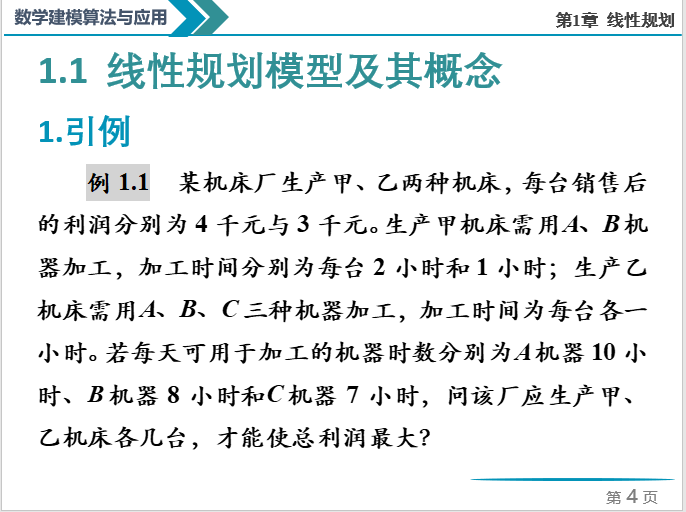 数学建模算法与应用
第1章 线性规划
1.1 线性规划模型及其概念
1.引例
例 1.1 某机床厂生产甲、乙两种机床，每台销售后
的利润分别为 4 千元与 3 千元。生产甲机床需用A、B机
器加工，加工时间分别为每台 2 小时和 1 小时；生产乙
机床需用A、B、C三种机器加工，加工时间为每台各一
小时。若每天可用于加工的机器时数分别为A机器 10 小
时、B机器 8 小时和C机器 7 小时，问该厂应生产甲、
乙机床各几台，才能使总利润最大？
第 4 页